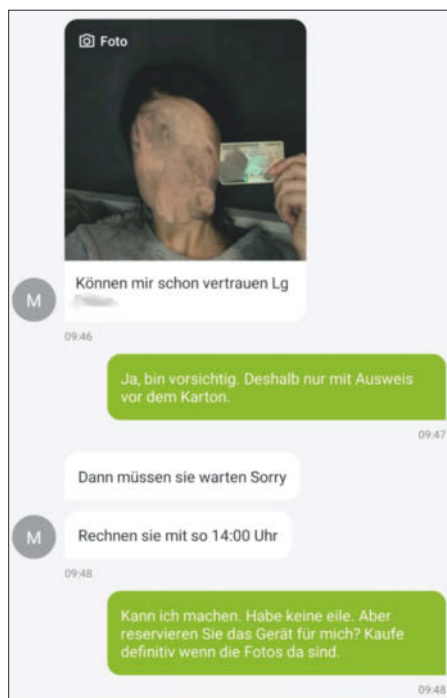 Foto
Können mir schon vertrauen Lg
M
09:46
Ja, bin vorsichtig. Deshalb nur mit Ausweis
vor dem Karton.
09:47
Dann müssen sie warten Sorry
Rechnen sie mit so 14:00 Uhr
M
09:48
Kann ich machen. Habe keine eile. Aber
reservieren Sie das Gerät für mich? Kaufe
definitiv wenn die Fotos da sind.
09:48